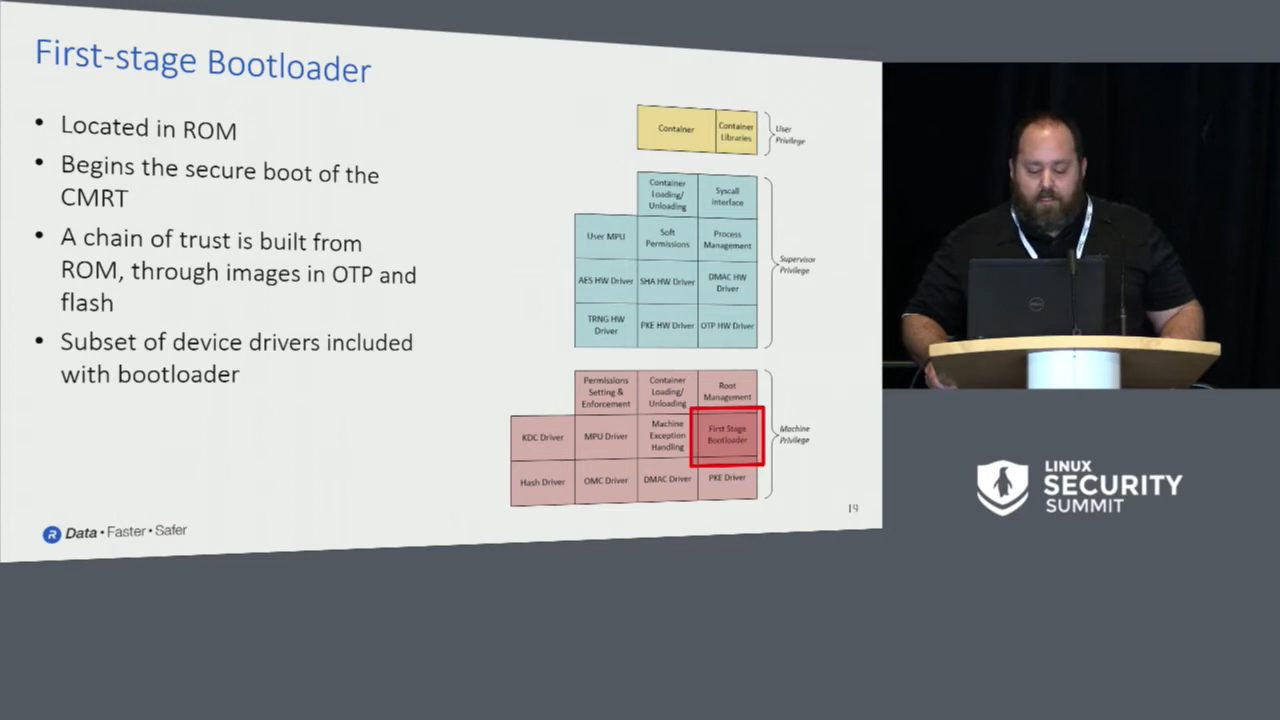 First-stage Bootloader
• Located in ROM
• Begins the secure boot of the
CMRT
• A chain of trust is built from
ROM, through images in OTP and
flash
• Subset of device drivers included
with bootloader
Container
Container
Libraries
User
Privilege
Container
Loading/
Unloading
Syscall
interface
User MPU
Soft
Permissions
Process
Management
AES HW Driver
SHA HW Driver
DMAC HW
Driver
TRNG HW
Driver
PKE HW Driver
OTP HW Driver
Supervisor
Privilege
Permissions
Setting &
Enforcement
Container
Loading/
Unloading
Root
Management
KDC Driver
MPU Driver
Machine
Exception
Handling
First Stage
Bootloader
Hash Driver
OMC Driver
DMAC Driver
PKE Driver
Machine
Privilege
19
R Data • Faster • Safer
DELL
LINUX
SECURITY
SUMMIT